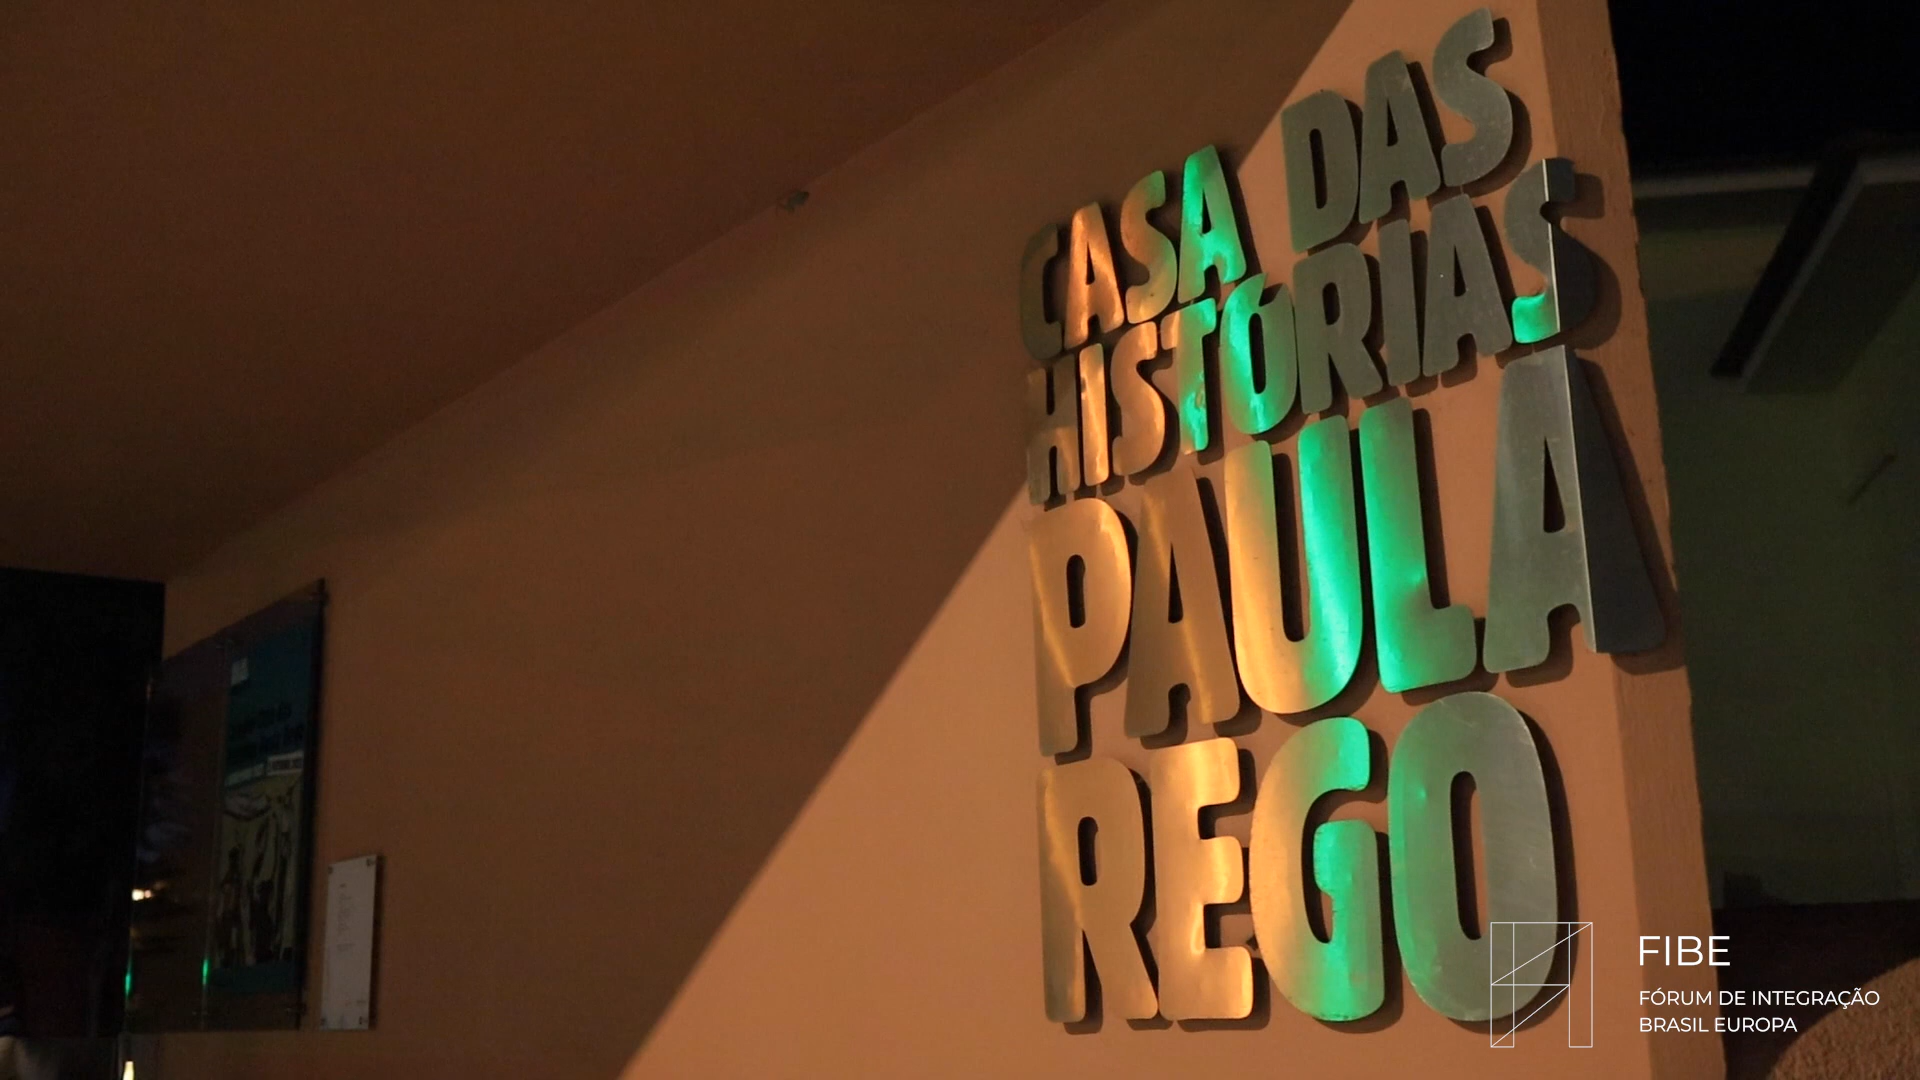 CASA DAS
HISTÓRIAS
PAULA
REGO
FIBE
FÓRUM DE INTEGRAÇÃO
BRASIL EUROPA